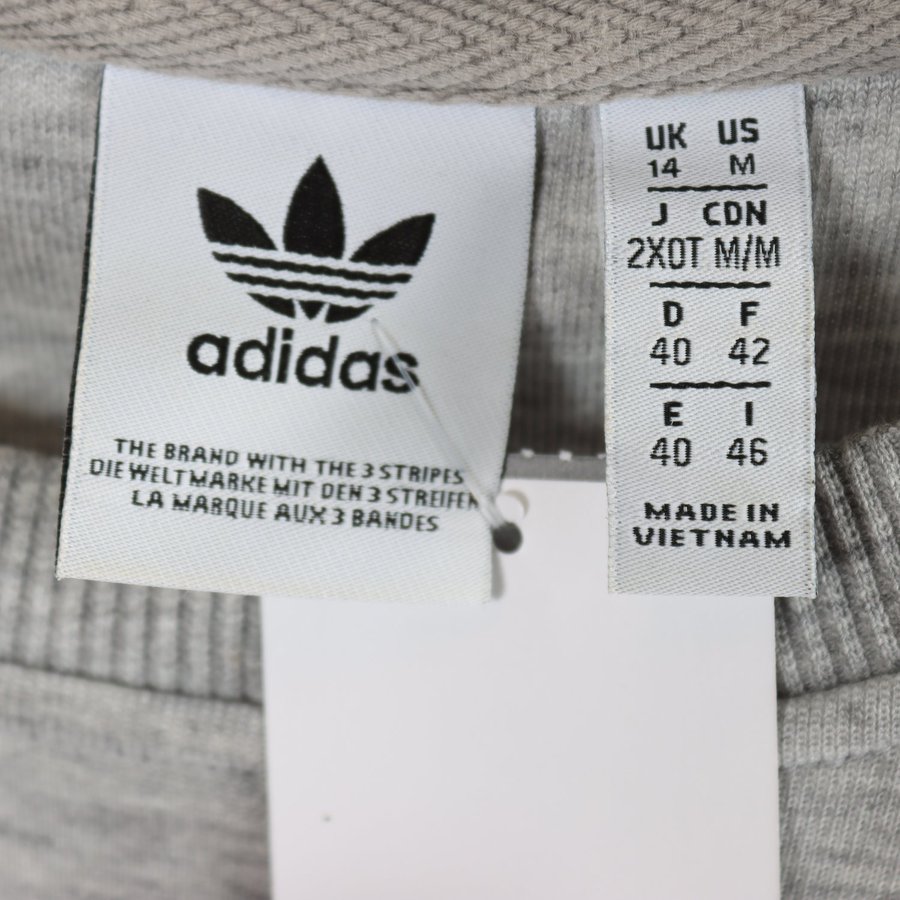 adidas
THE BRAND WITH THE 3 STRIPES
DIE WELTMARKE MIT DEN 3 STREIFEN
LA MARQUE AUX 3 BANDES
UK US
14 M
J CDN
2XOT M/M
D F
40 42
E I
40 46
MADE IN
VIETNAM